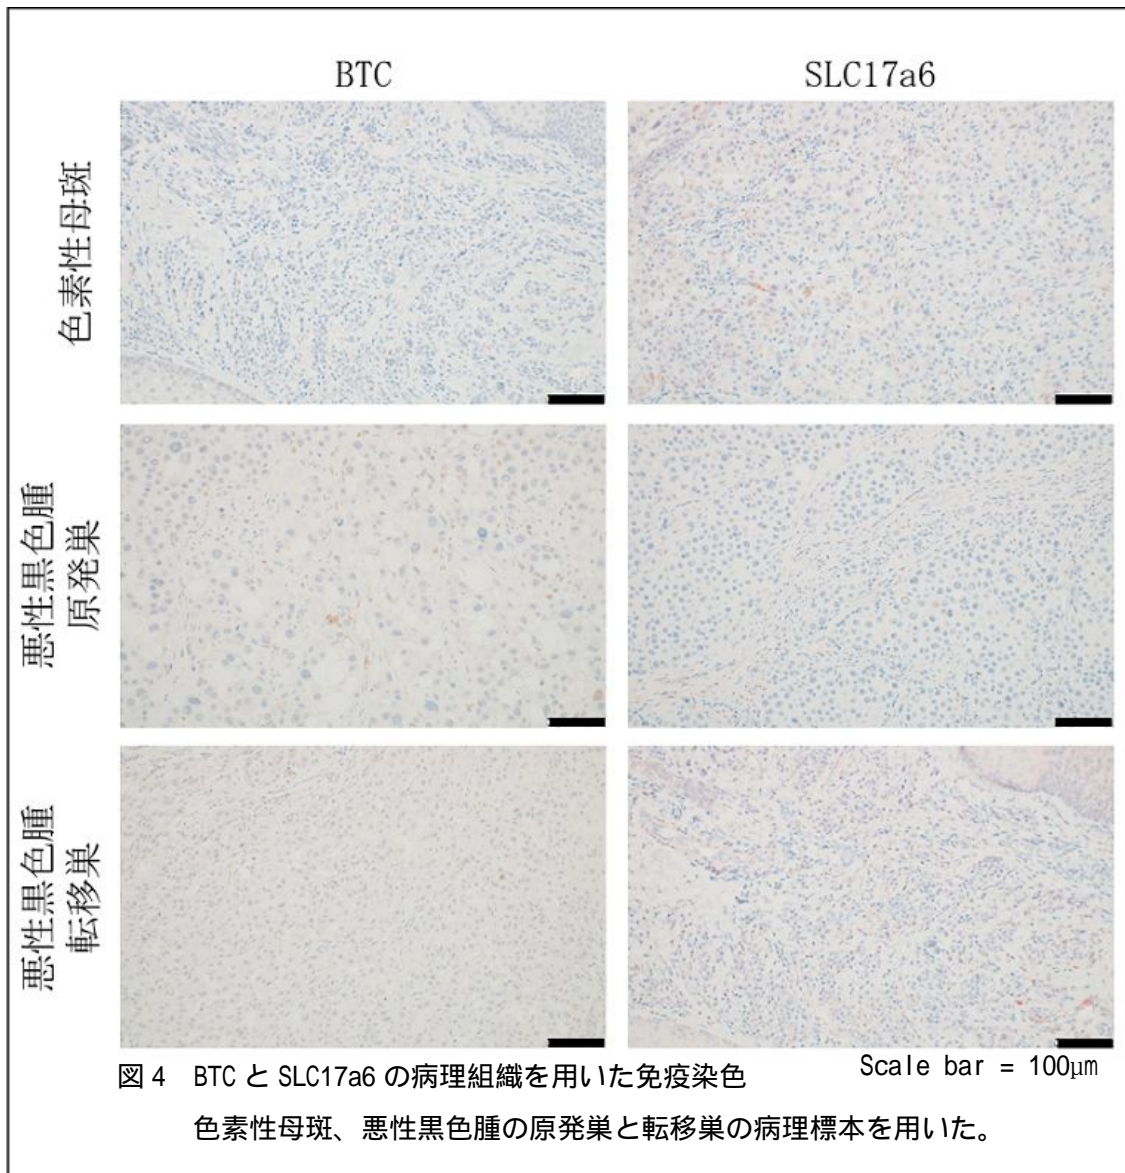 BTC
SLC17a6
色素性母斑
悪性黒色腫
原発巣
悪性黒色腫
転移巣
図4 BTC と SLC17a6 の病理組織を用いた免疫染色
Scale bar = 100μm
色素性母斑、悪性黒色腫の原発巣と転移巣の病理標本を用いた。